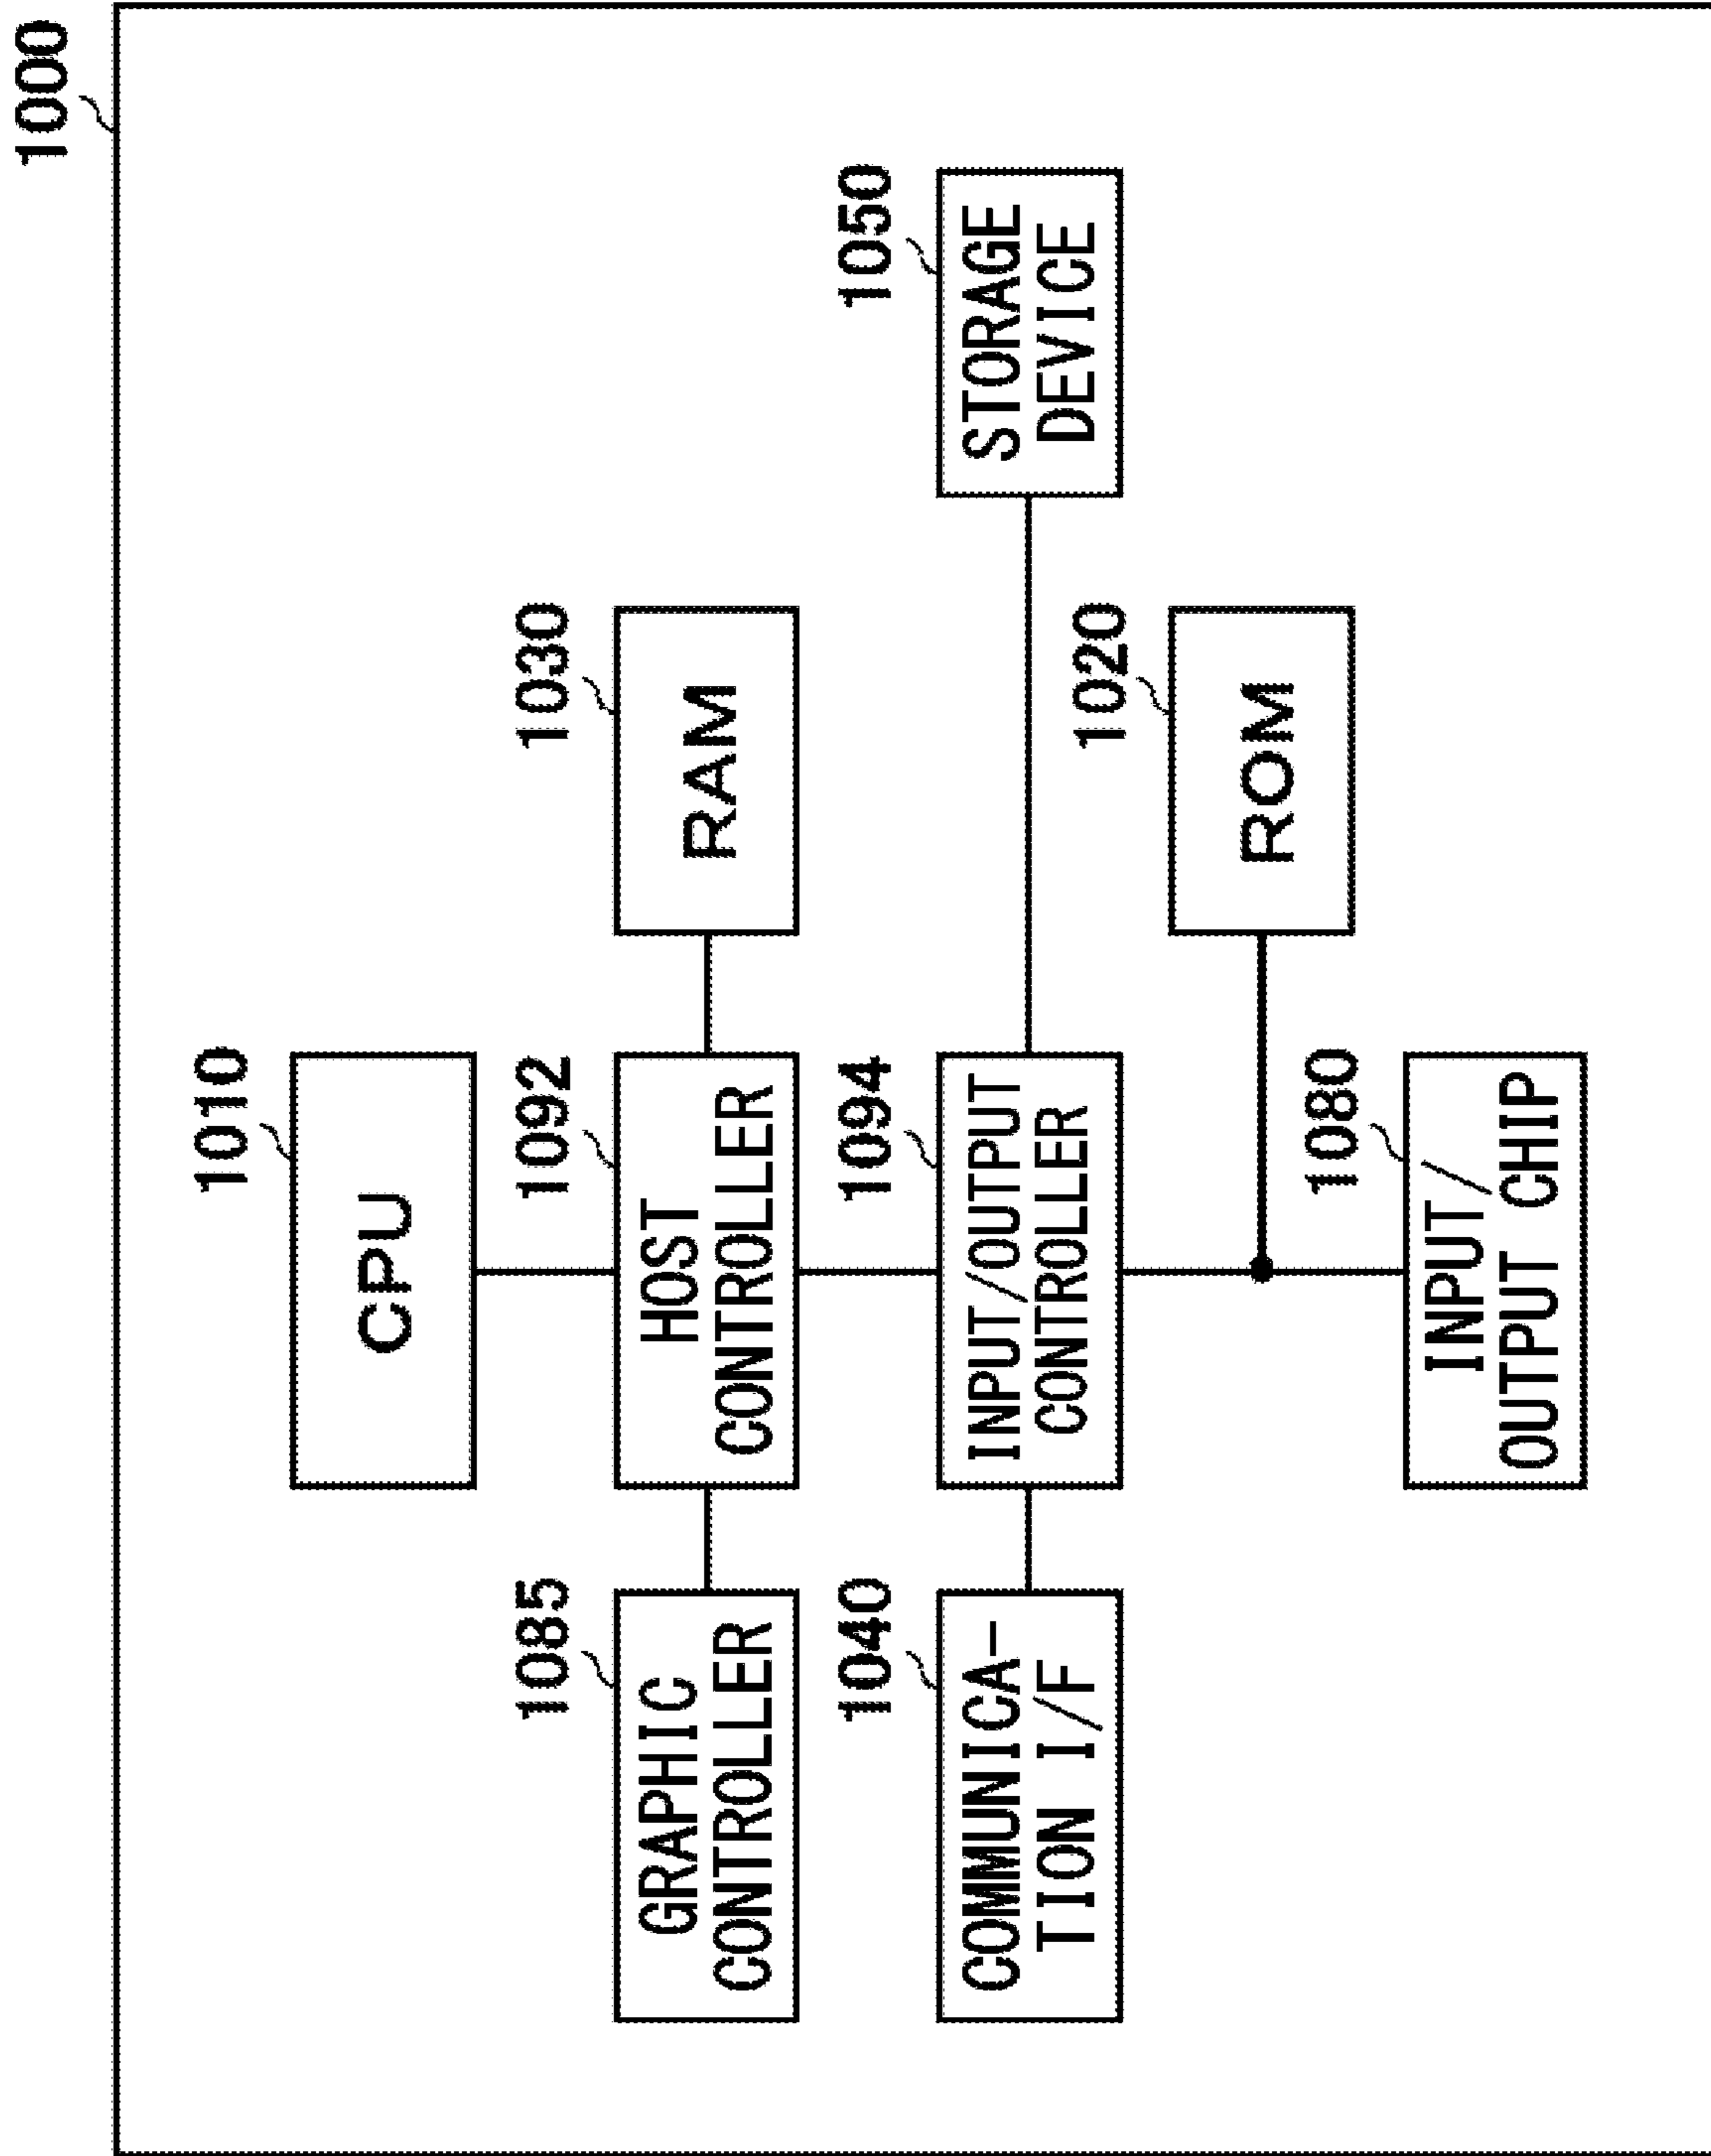 1000
1010
CPU
1085
GRAPHIC
CONTROLLER
1092
HOST
CONTROLLER
1030
RAM
1040
COMMUNICA-
TION I/F
1094
INPUT/OUTPUT
CONTROLLER
1050
STORAGE
DEVICE
1020
ROM
1080
INPUT/
OUTPUT CHIP